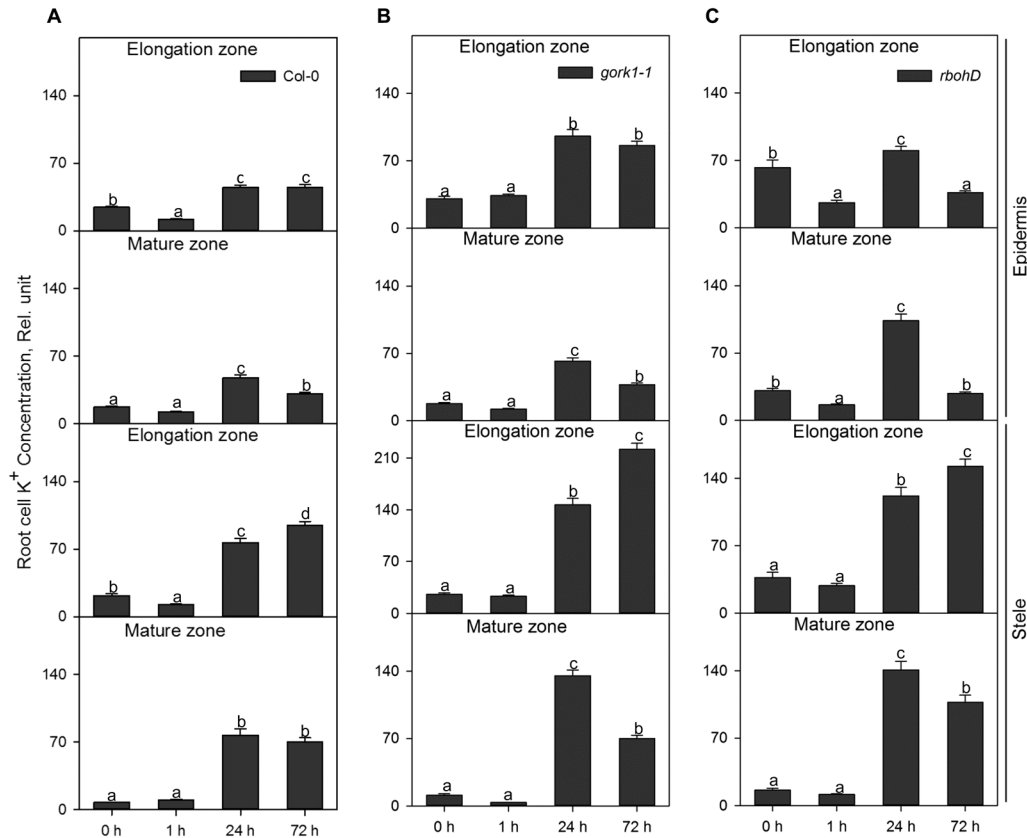 A
Elongation zone
Col-0
140
70
0
b
a
c
c
Mature zone
140
70
0
a
a
c
b
Elongation zone
140
70
0
b
a
c
d
Mature zone
140
70
0
a
a
b
b
0 h 1 h 24 h 72 h
Root cell K+ Concentration, Rel. unit
B
Elongation zone
gork1-1
140
70
0
a
a
b
b
Mature zone
140
70
0
a
a
c
b
Elongation zone
210
140
70
0
a
a
b
c
Mature zone
140
70
0
a
a
c
b
0 h 1 h 24 h 72 h
C
Elongation zone
rbohD
140
70
0
b
a
c
a
Mature zone
140
70
0
b
a
c
b
Elongation zone
140
70
0
a
a
b
c
Mature zone
140
70
0
a
a
c
b
0 h 1 h 24 h 72 h
Epidermis
Stele